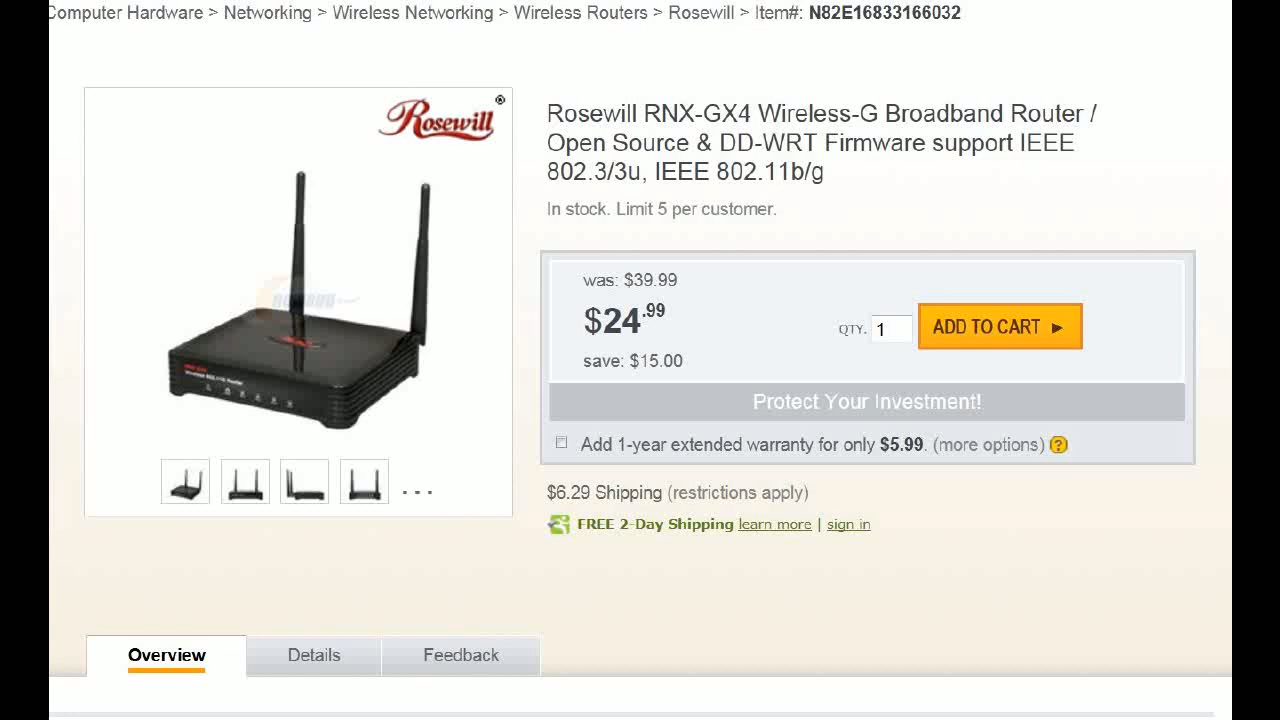 Computer Hardware > Networking > Wireless Networking > Wireless Routers > Rosewill > Item#: N82E16833166032
Rosewill ®
Rosewill RNX-GX4 Wireless-G Broadband Router /
Open Source & DD-WRT Firmware support IEEE
802.3/3u, IEEE 802.11b/g
In stock. Limit 5 per customer.
was: $39.99
$24.99
QTY. 1 ADD TO CART ►
save: $15.00
Protect Your Investment!
Add 1-year extended warranty for only $5.99. (more options) ?
. . .
$6.29 Shipping (restrictions apply)
FREE 2-Day Shipping learn more | sign in
Overview Details Feedback